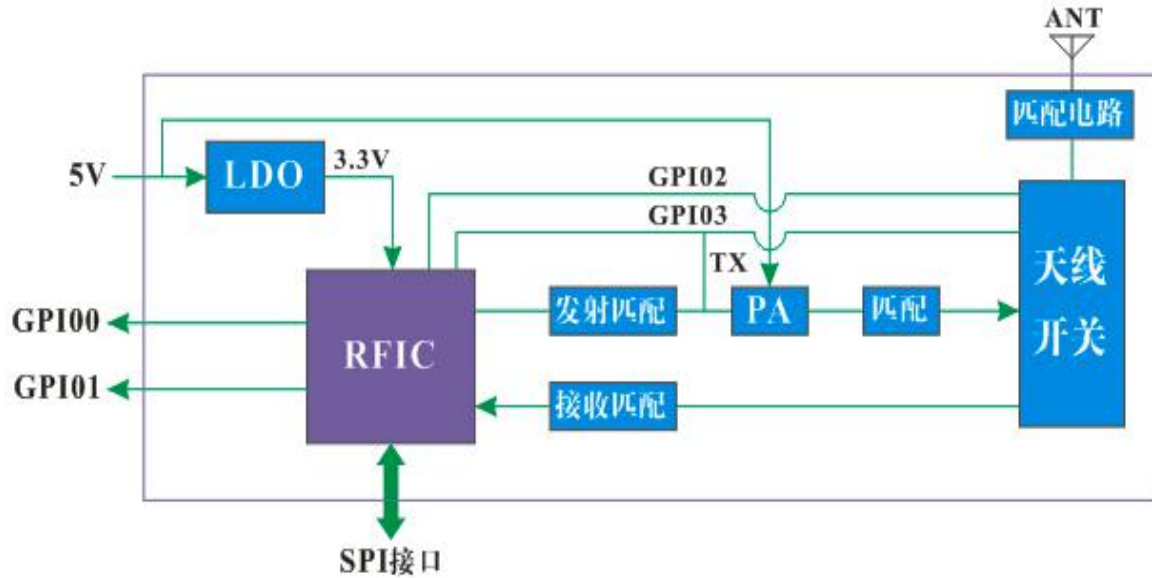 ANT
匹配电路
5V
LDO
3.3V
GPI02
GPI03
TX
天线
开关
发射匹配
PA
匹配
GPI00
RFIC
GPI01
接收匹配
SPI接口